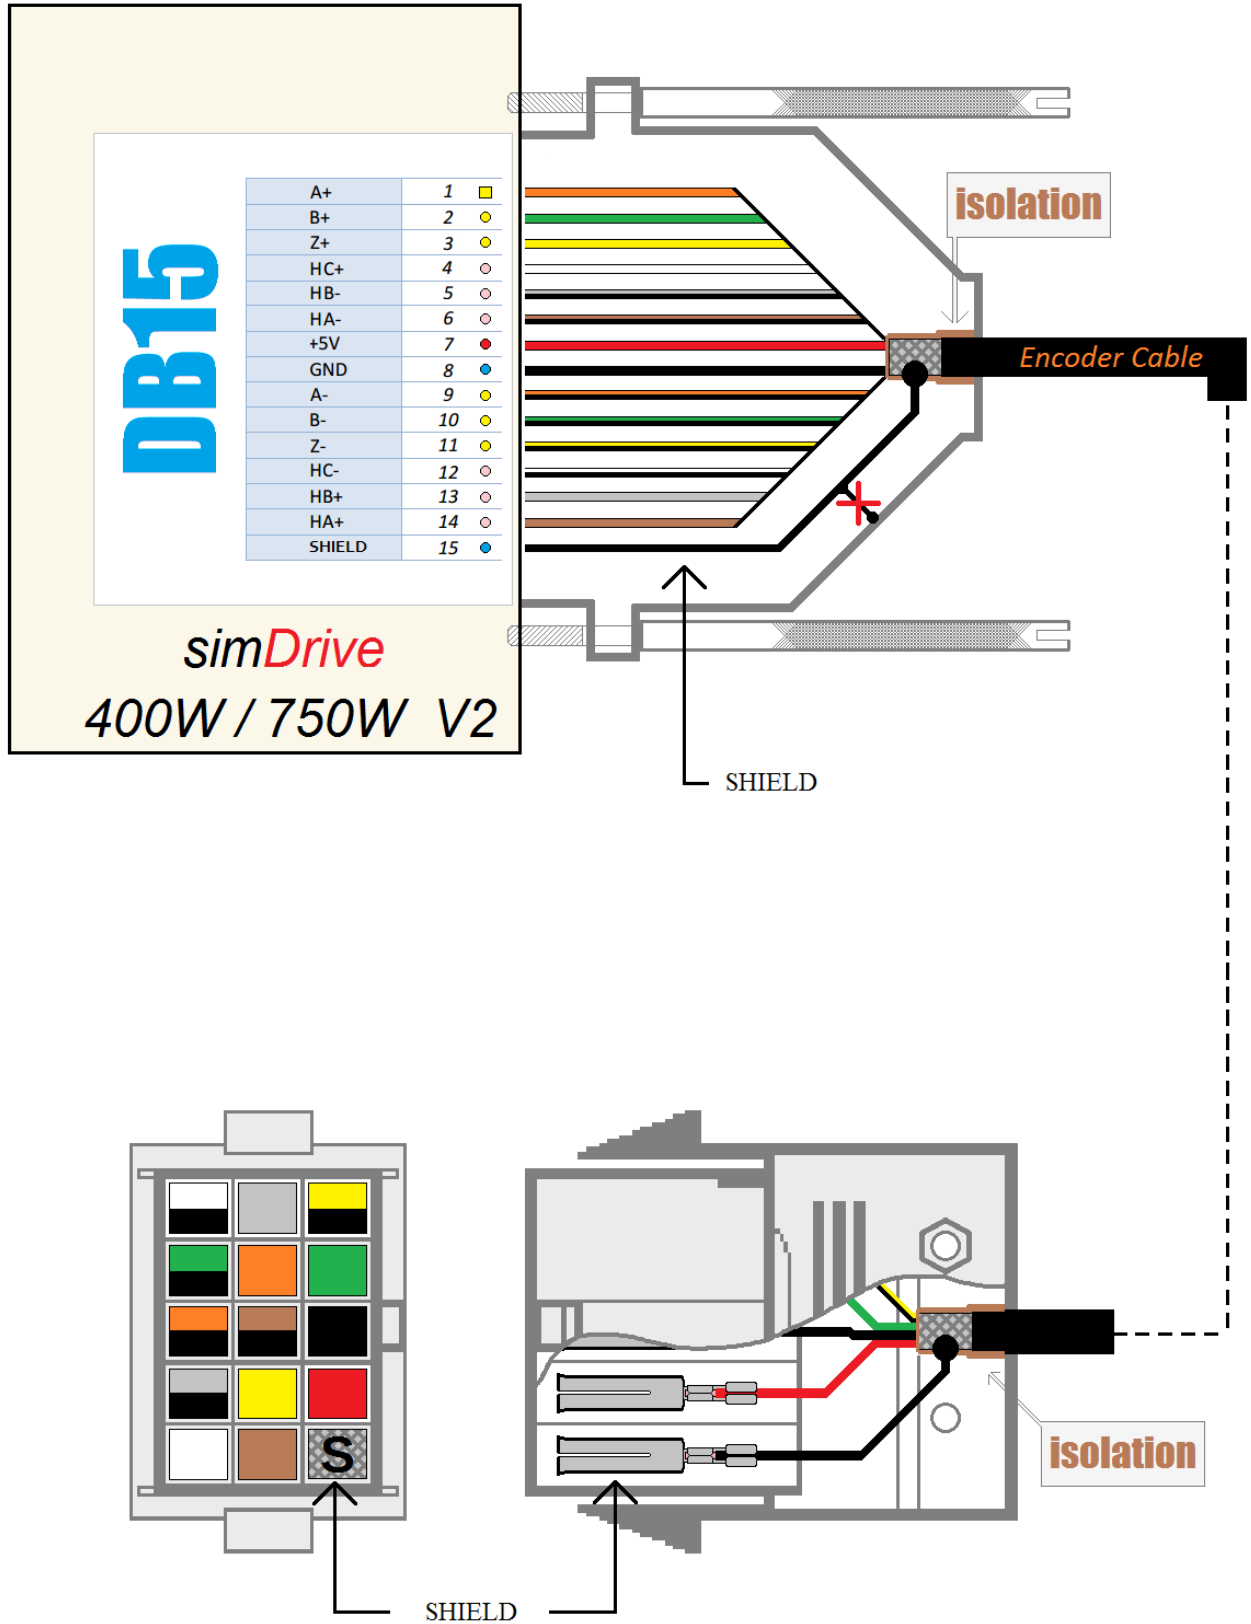 DB15
A+ 1
B+ 2
Z+ 3
HC+ 4
HB- 5
HA- 6
+5V 7
GND 8
A- 9
B- 10
Z- 11
HC- 12
HB+ 13
HA+ 14
SHIELD 15
simDrive
400W / 750W V2
isolation
Encoder Cable
SHIELD
S
isolation
SHIELD